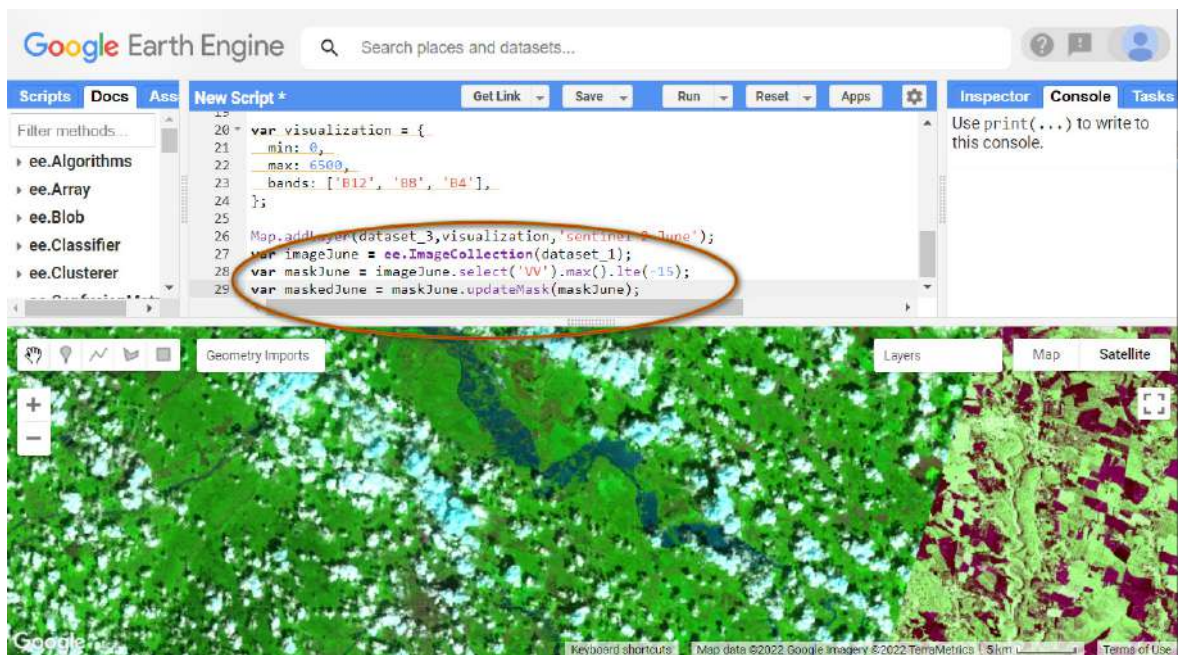 Google Earth Engine
Search places and datasets...
Scripts Docs Ass
New Script *
Get Link Save Run Reset Apps
Inspector Console Tasks
Filter methods...
ee.Algorithms
ee.Array
ee.Blob
ee.Classifier
ee.Clusterer
19
20 var visualization = {
21 min: 0,
22 max: 6500,
23 bands: ['B12', 'B8', 'B4'],
24 };
25
26 Map.addLayer(dataset_3,visualization,'sentinel-2 June');
27 var imageJune = ee.ImageCollection(dataset_1);
28 var maskJune = imageJune.select('VV').max().lte(-15);
29 var maskedJune = maskJune.updateMask(maskJune);
Use print(...) to write to
this console.
Geometry Imports
Layers
Map Satellite
+
−
Google
Keyboard shortcuts Map data ©2022 Google Imagery ©2022 TerraMetrics 5 km Terms of Use